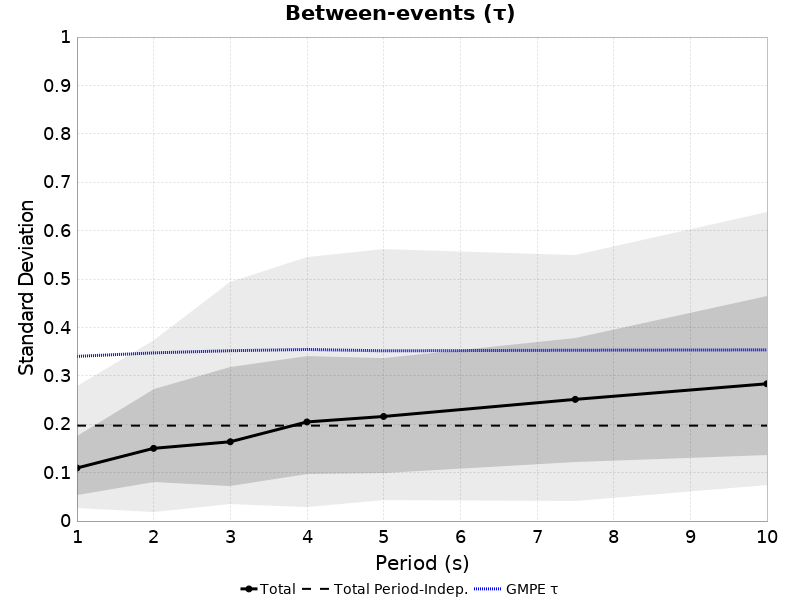 Between-events (τ)
Standard Deviation
1
0.9
0.8
0.7
0.6
0.5
0.4
0.3
0.2
0.1
0
1 2 3 4 5 6 7 8 9 10
Period (s)
Total Total Period-Indep. GMPE τ